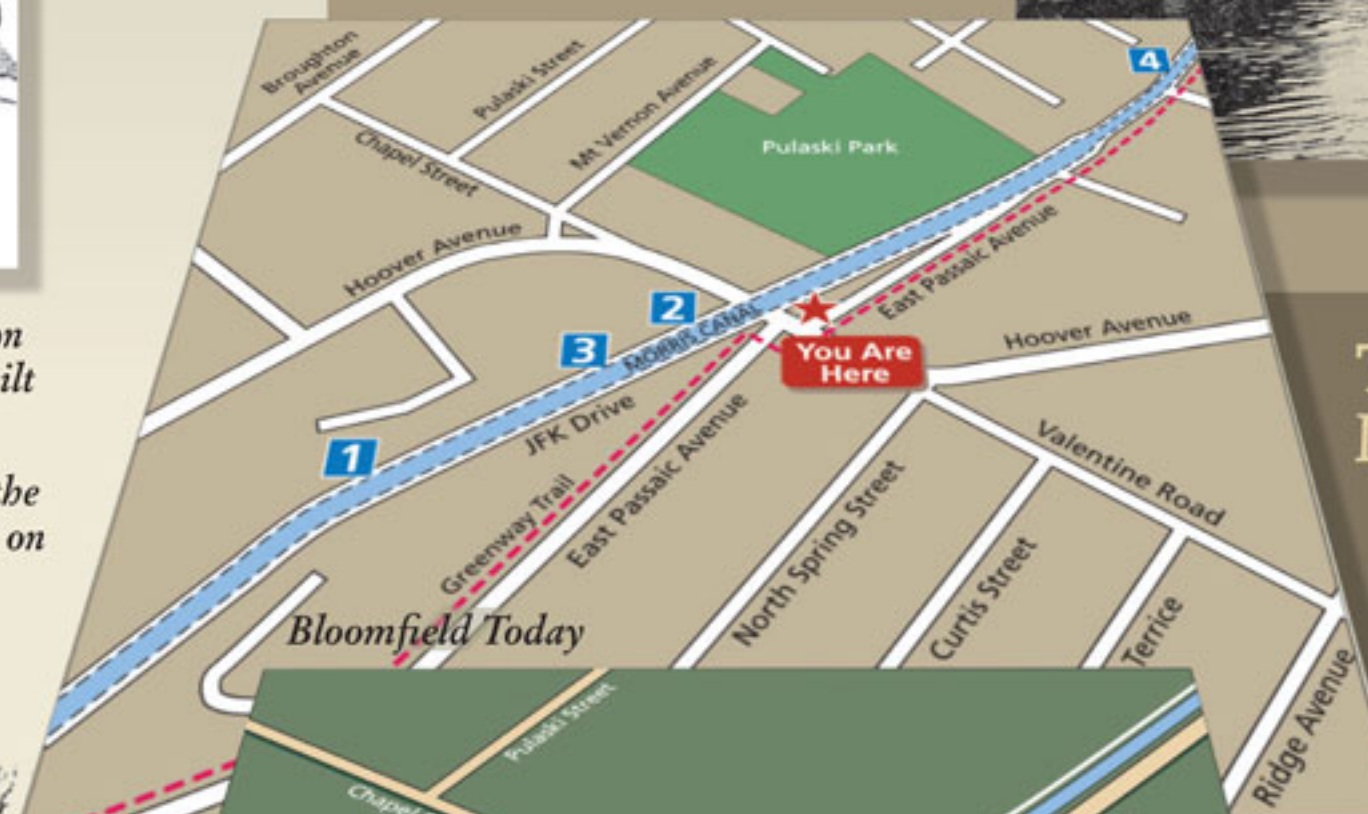 Broughton
Avenue
Pulaski Street
Mt Vernon Avenue
4
Chapel Street
Pulaski Park
Hoover Avenue
East Passaic Avenue
2
3
MORRIS CANAL
You Are
Here
Hoover Avenue
1
JFK Drive
Valentine Road
Greenway Trail
East Passaic Avenue
North Spring Street
Curtis Street
Terrice
Ridge Avenue
Bloomfield Today
Pulaski Street
Chapel
on
ilt
the
on